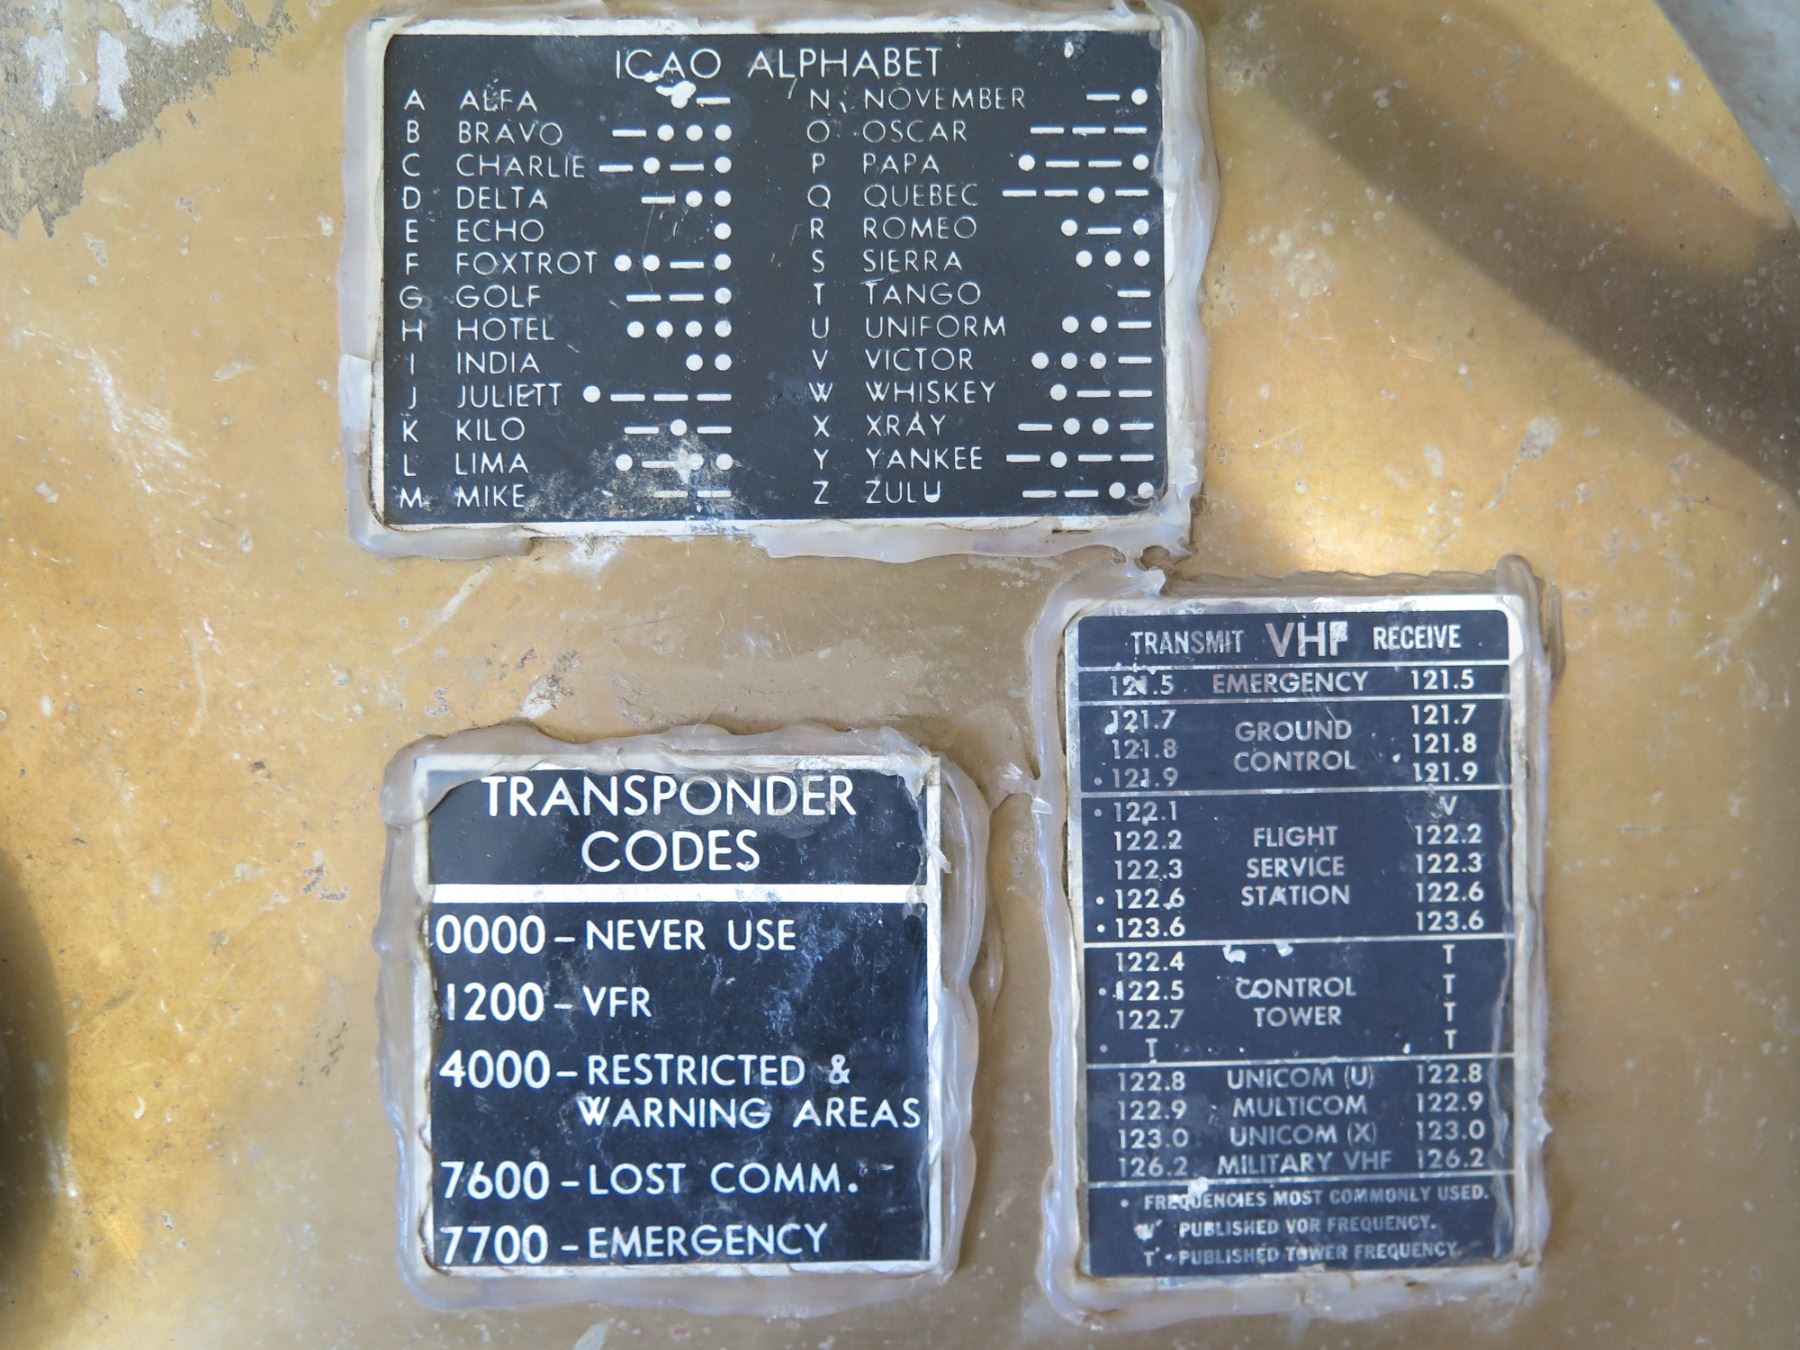 ICAO ALPHABET
A ALFA •— N NOVEMBER —•
B BRAVO —••• O OSCAR ———
C CHARLIE —•—• P PAPA •——•
D DELTA —•• Q QUEBEC ——•—
E ECHO • R ROMEO •—•
F FOXTROT ••—• S SIERRA •••
G GOLF ——• T TANGO —
H HOTEL •••• U UNIFORM ••—
I INDIA •• V VICTOR •••—
J JULIETT •——— W WHISKEY •——
K KILO —•— X XRAY —••—
L LIMA •—•• Y YANKEE —•——
M MIKE —— Z ZULU ——••
TRANSPONDER
CODES
0000–NEVER USE
1200–VFR
4000–RESTRICTED &
WARNING AREAS
7600–LOST COMM.
7700–EMERGENCY
TRANSMIT VHF RECEIVE
121.5 EMERGENCY 121.5
121.7 121.7
GROUND
121.8 121.8
CONTROL
• 121.9 121.9
• 122.1 V
122.2 FLIGHT 122.2
122.3 SERVICE 122.3
• 122.6 STATION 122.6
• 123.6 123.6
122.4 T
• 122.5 CONTROL T
122.7 TOWER T
• T T
122.8 UNICOM (U) 122.8
122.9 MULTICOM 122.9
123.0 UNICOM (X) 123.0
126.2 MILITARY VHF 126.2
• FREQUENCIES MOST COMMONLY USED.
PUBLISHED VOR FREQUENCY.
T • PUBLISHED TOWER FREQUENCY.